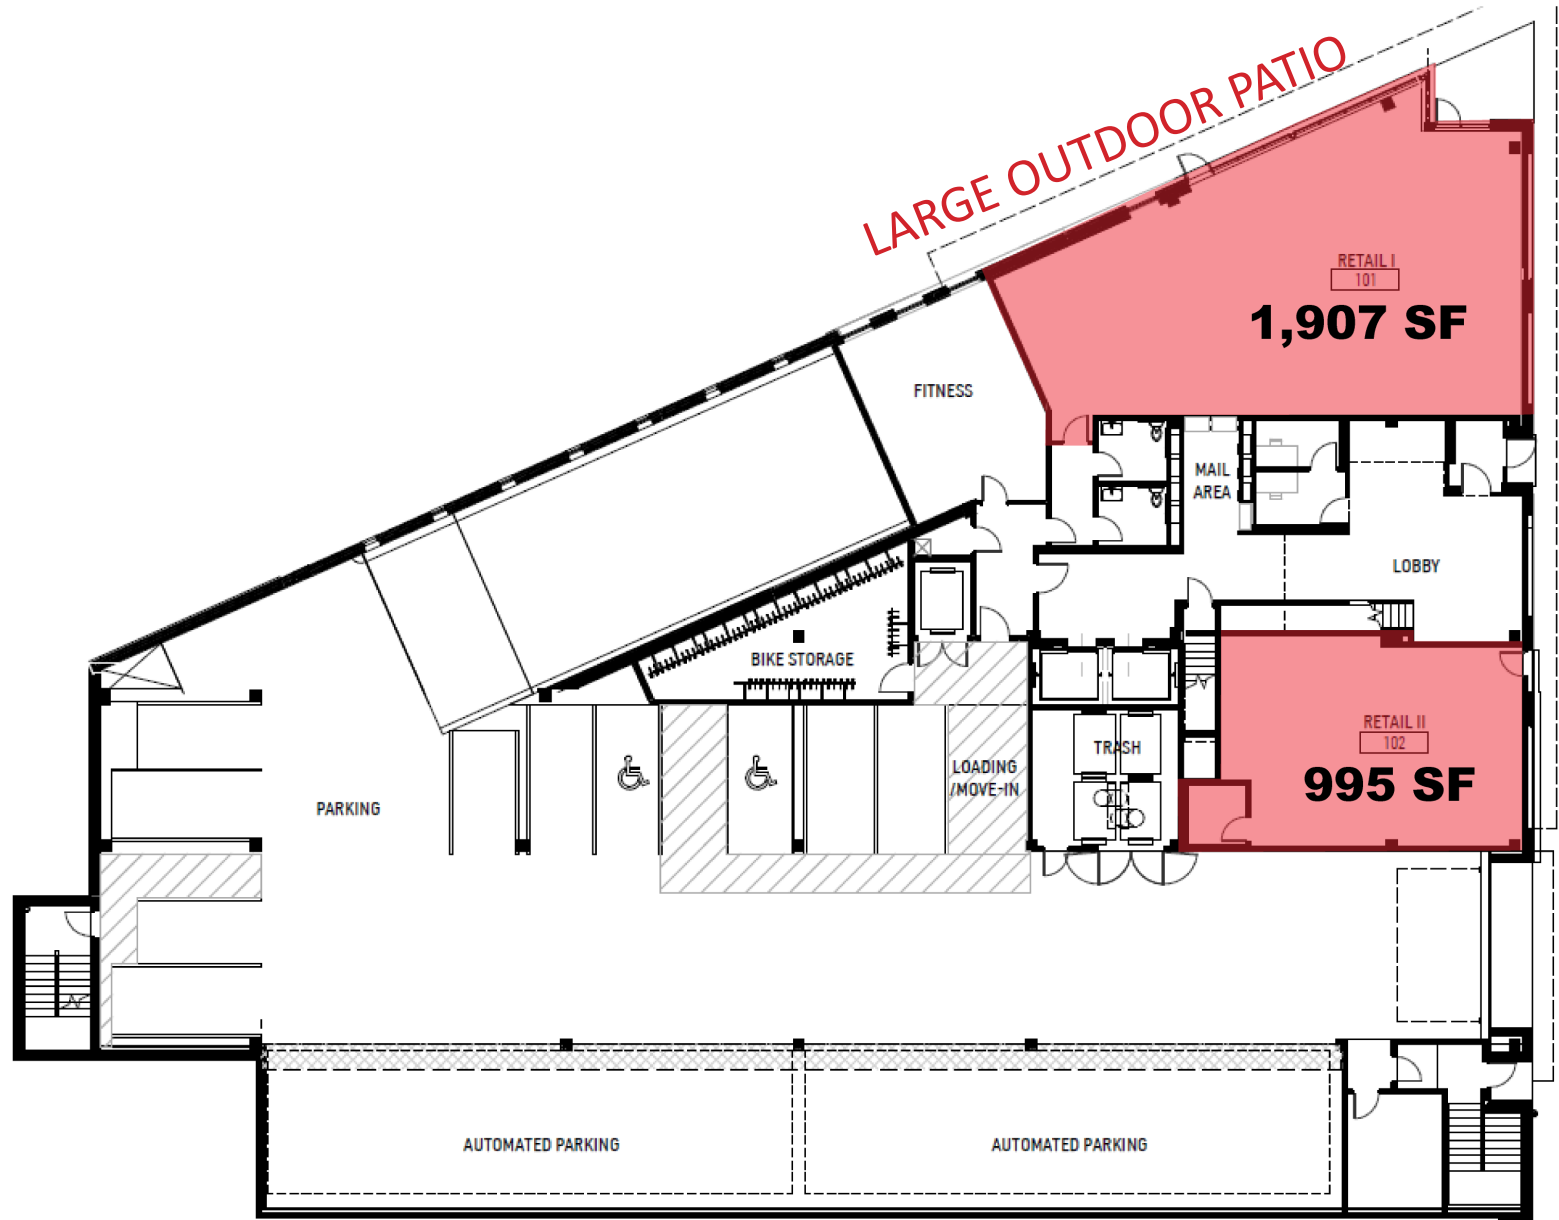 LARGE OUTDOOR PATIO
RETAIL I
101
1,907 SF
FITNESS
MAIL
AREA
LOBBY
BIKE STORAGE
RETAIL II
102
995 SF
TRASH
LOADING
/MOVE-IN
PARKING
AUTOMATED PARKING
AUTOMATED PARKING